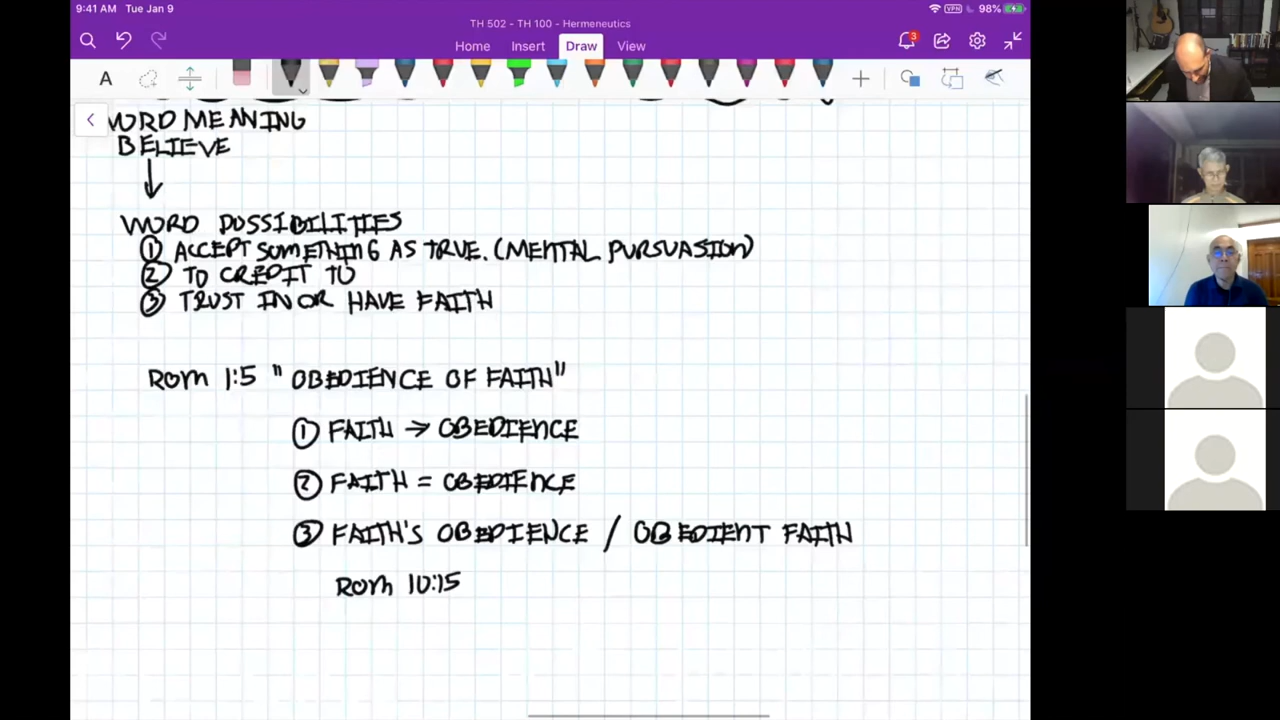 9:41 AM Tue Jan 9
VPN 98%
TH 502 - TH 100 - Hermeneutics
3
Home Insert Draw View
A
WORD MEANING
BELIEVE
WORD POSSIBILITIES
① ACCEPT SOMETHING AS TRUE. (MENTAL PURSUASION)
② TO CREDIT TO
③ TRUST IN OR HAVE FAITH
Rom 1:5 "OBEDIENCE OF FAITH"
① FAITH → OBEDIENCE
② FAITH = OBEDIENCE
③ FAITH'S OBEDIENCE / OBEDIENT FAITH
Rom 10:15